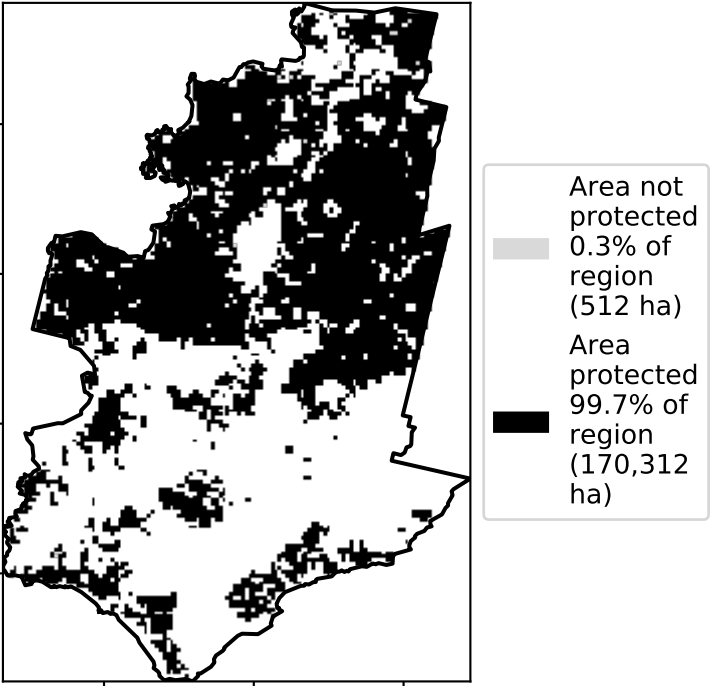 Area not
protected
0.3% of
region
(512 ha)
Area
protected
99.7% of
region
(170,312
ha)